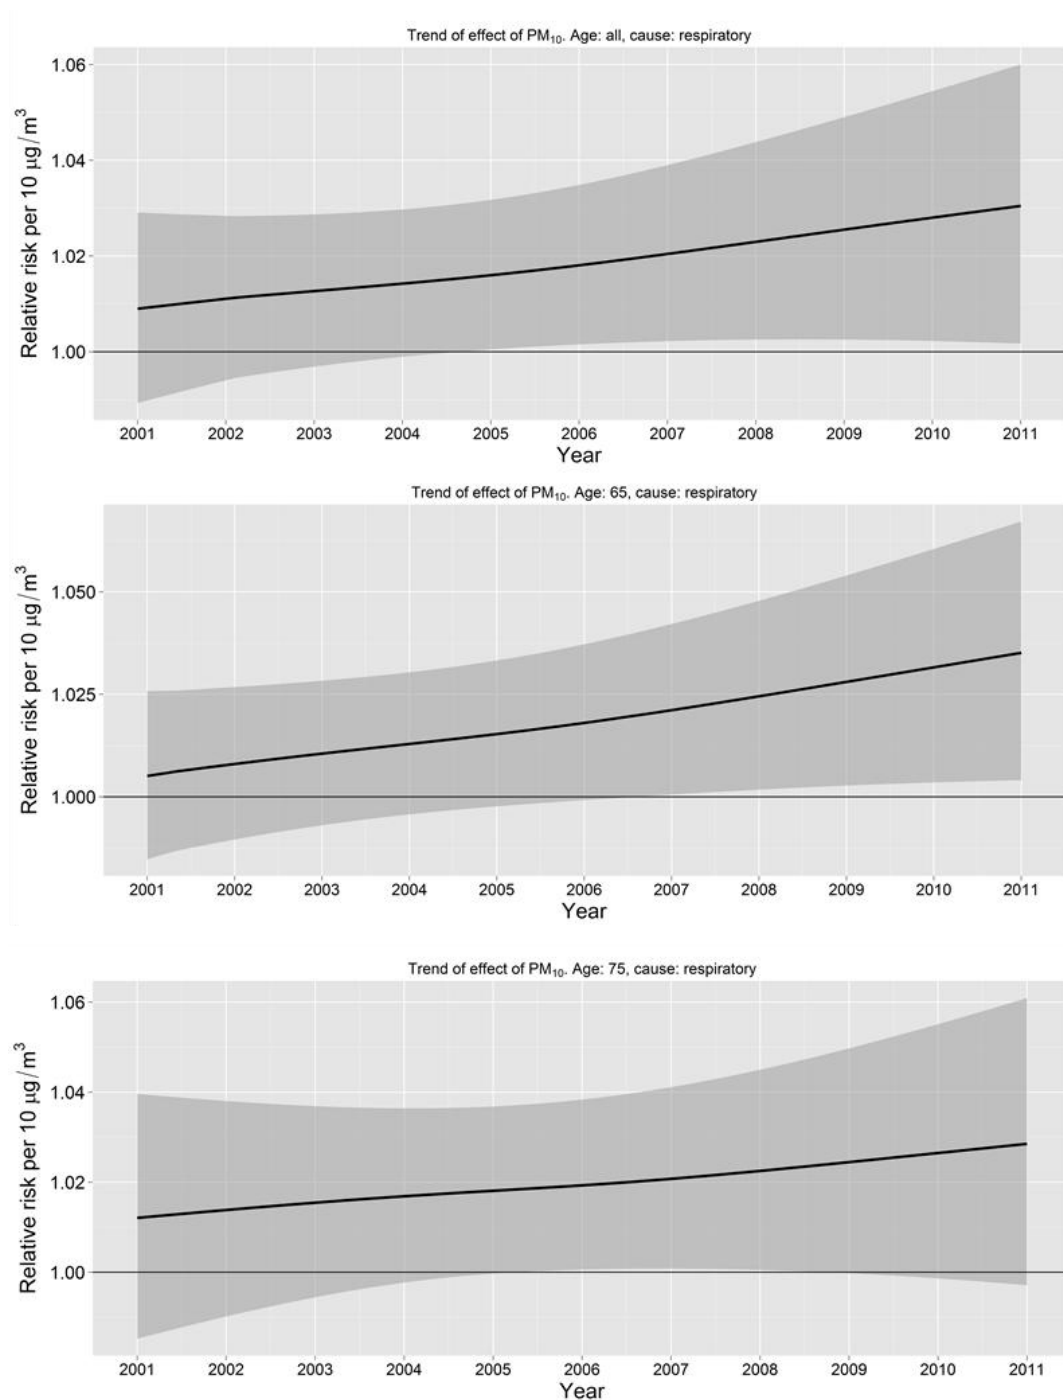 Trend of effect of PM₁₀. Age: all, cause: respiratory
Relative risk per 10 μg/m³
1.06
1.04
1.02
1.00
2001 2002 2003 2004 2005 2006 2007 2008 2009 2010 2011
Year
Trend of effect of PM₁₀. Age: 65, cause: respiratory
Relative risk per 10 μg/m³
1.050
1.025
1.000
2001 2002 2003 2004 2005 2006 2007 2008 2009 2010 2011
Year
Trend of effect of PM₁₀. Age: 75, cause: respiratory
Relative risk per 10 μg/m³
1.06
1.04
1.02
1.00
2001 2002 2003 2004 2005 2006 2007 2008 2009 2010 2011
Year